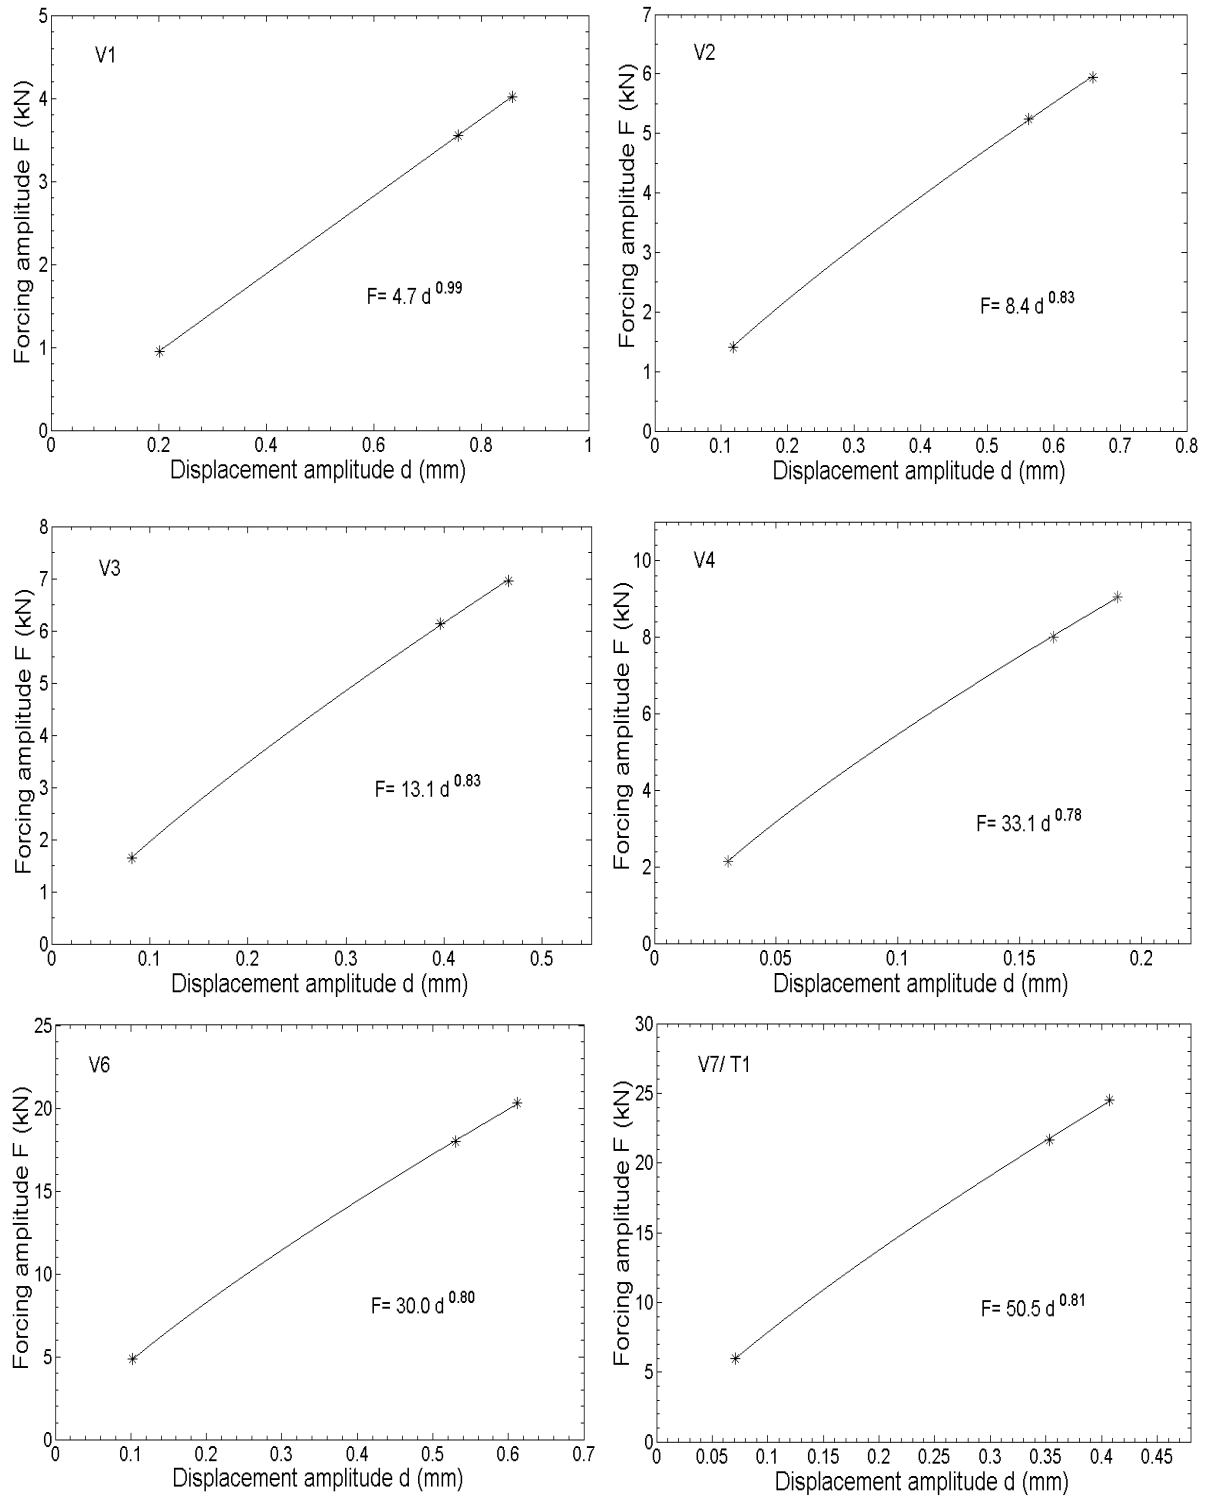 V1
Forcing amplitude F (kN)
5
4
3
2
1
0
F= 4.7 d^0.99
0 0.2 0.4 0.6 0.8 1
Displacement amplitude d (mm)
V2
Forcing amplitude F (kN)
7
6
5
4
3
2
1
0
F= 8.4 d^0.83
0 0.1 0.2 0.3 0.4 0.5 0.6 0.7 0.8
Displacement amplitude d (mm)
V3
Forcing amplitude F (kN)
8
7
6
5
4
3
2
1
0
F= 13.1 d^0.83
0 0.1 0.2 0.3 0.4 0.5
Displacement amplitude d (mm)
V4
Forcing amplitude F (kN)
10
8
6
4
2
0
F= 33.1 d^0.78
0 0.05 0.1 0.15 0.2
Displacement amplitude d (mm)
V6
Forcing amplitude F (kN)
25
20
15
10
5
0
F= 30.0 d^0.80
0 0.1 0.2 0.3 0.4 0.5 0.6 0.7
Displacement amplitude d (mm)
V7/ T1
Forcing amplitude F (kN)
30
25
20
15
10
5
0
F= 50.5 d^0.81
0 0.05 0.1 0.15 0.2 0.25 0.3 0.35 0.4 0.45
Displacement amplitude d (mm)